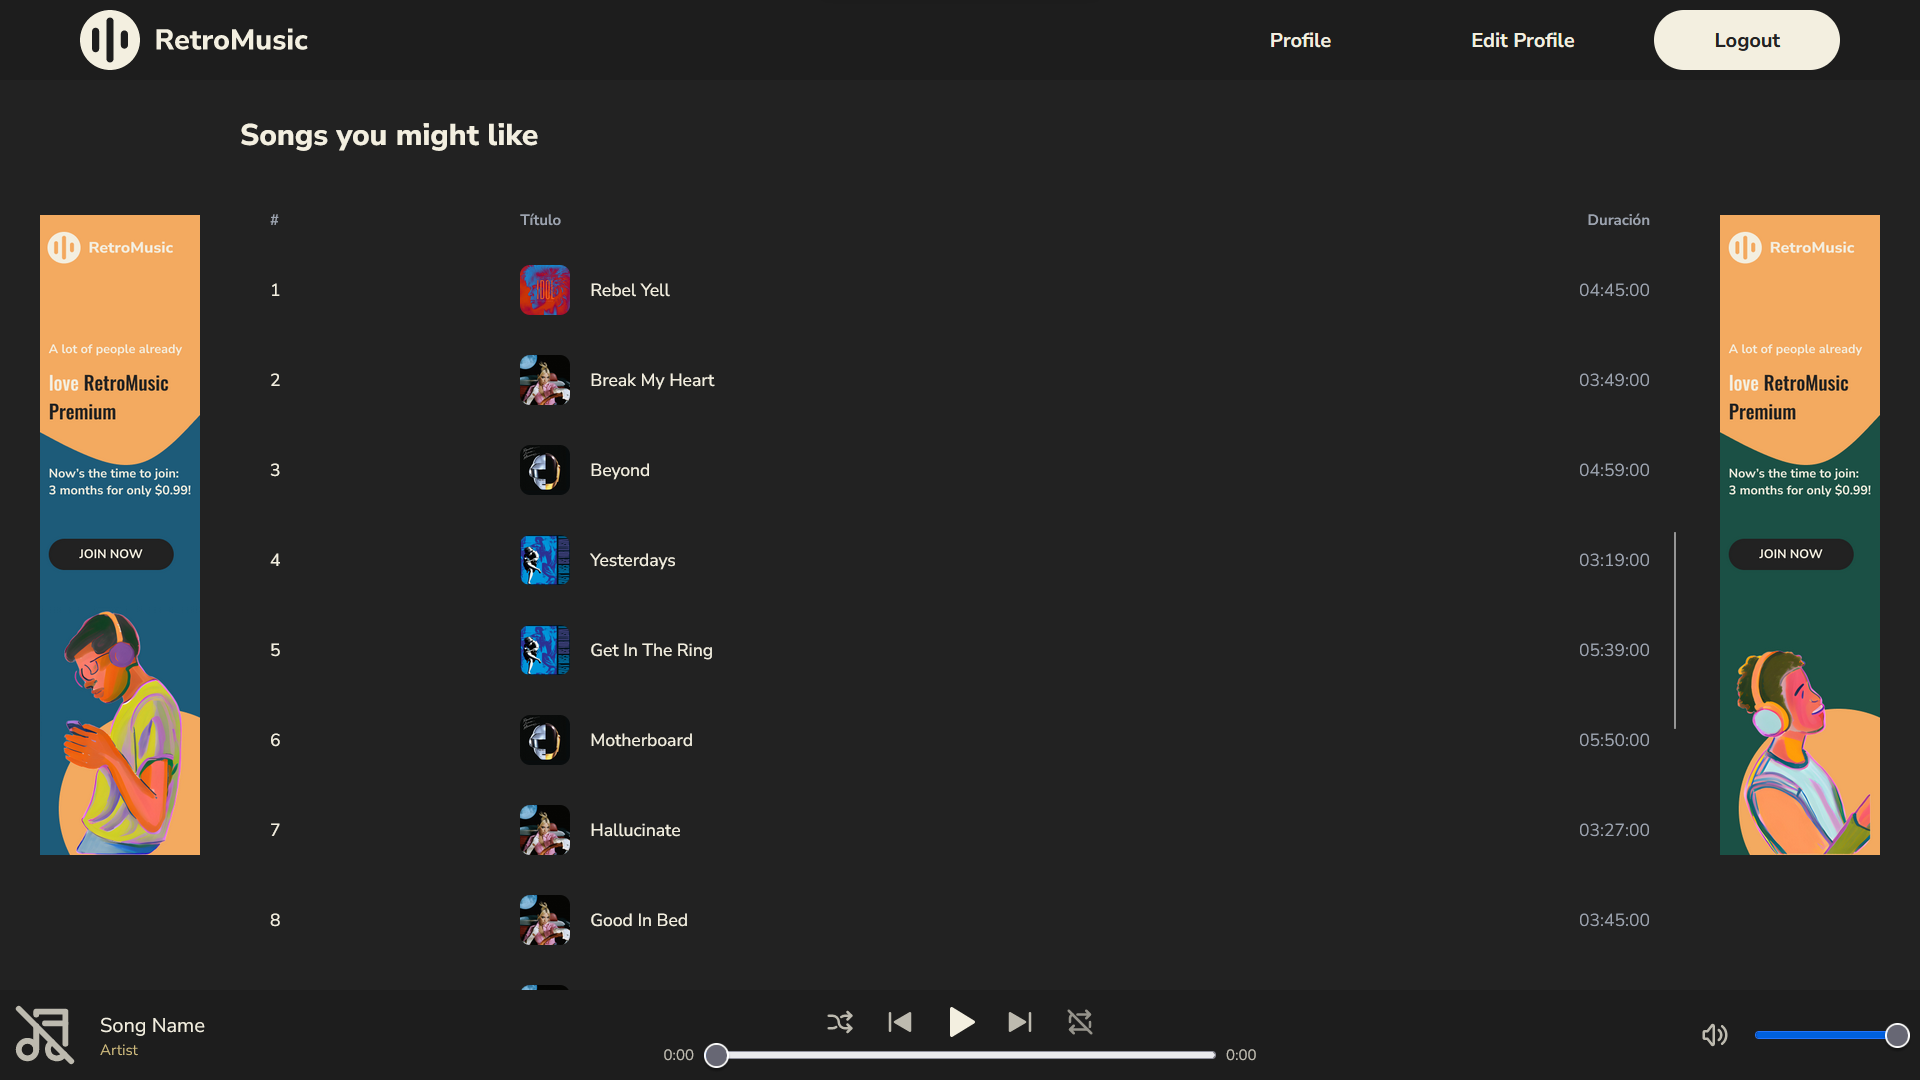 RetroMusic
Profile
Edit Profile
Logout
Songs you might like
RetroMusic
A lot of people already
love RetroMusic
Premium
Now's the time to join:
3 months for only $0.99!
JOIN NOW
# Título Duración
1 Rebel Yell 04:45:00
2 Break My Heart 03:49:00
3 Beyond 04:59:00
4 Yesterdays 03:19:00
5 Get In The Ring 05:39:00
6 Motherboard 05:50:00
7 Hallucinate 03:27:00
8 Good In Bed 03:45:00
RetroMusic
A lot of people already
love RetroMusic
Premium
Now's the time to join:
3 months for only $0.99!
JOIN NOW
Song Name
Artist
0:00
0:00